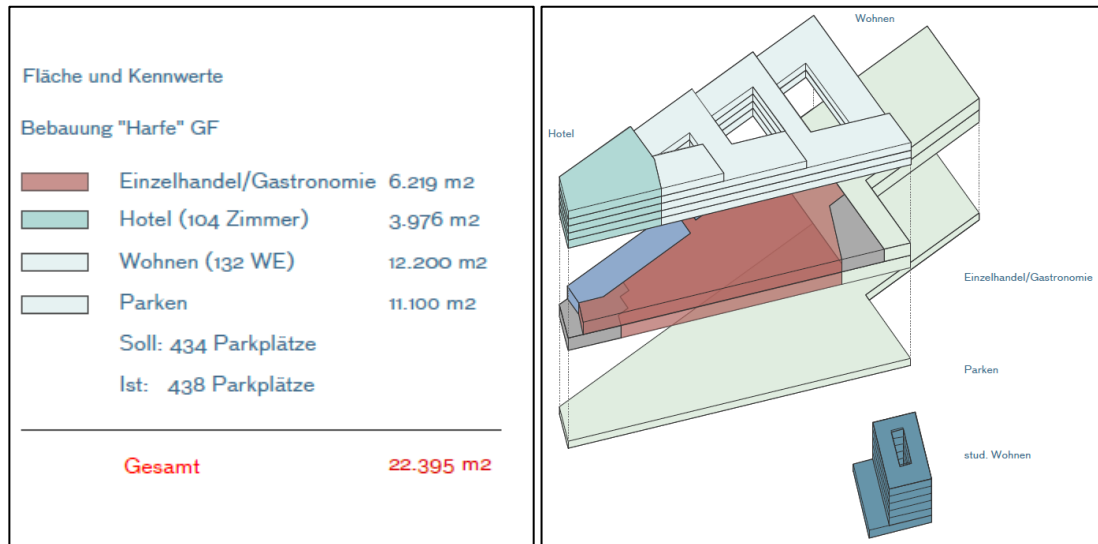 Fläche und Kennwerte
Bebauung "Harfe" GF
Einzelhandel/Gastronomie 6.219 m2
Hotel (104 Zimmer) 3.976 m2
Wohnen (132 WE) 12.200 m2
Parken 11.100 m2
Soll: 434 Parkplätze
Ist: 438 Parkplätze
Gesamt 22.395 m2
Wohnen
Hotel
Einzelhandel/Gastronomie
Parken
stud. Wohnen